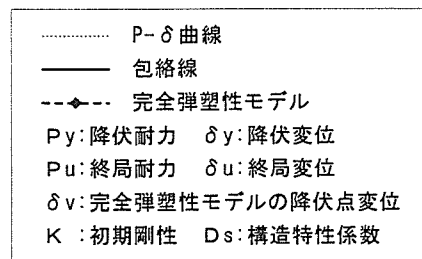 P-δ曲線
包絡線
完全弾塑性モデル
Py:降伏耐力 δy:降伏変位
Pu:終局耐力 δu:終局変位
δv:完全弾塑性モデルの降伏点変位
K :初期剛性 Ds:構造特性係数